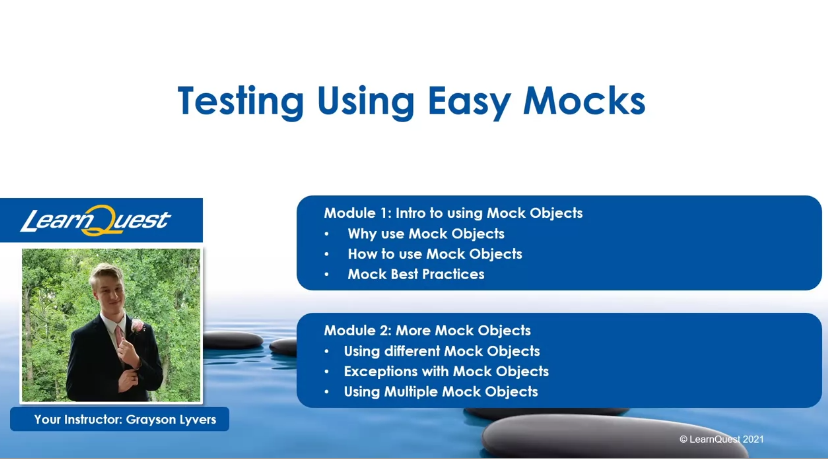 Testing Using Easy Mocks
LearnQuest
Your Instructor: Grayson Lyvers
Module 1: Intro to using Mock Objects
• Why use Mock Objects
• How to use Mock Objects
• Mock Best Practices
Module 2: More Mock Objects
• Using different Mock Objects
• Exceptions with Mock Objects
• Using Multiple Mock Objects
© LearnQuest 2021